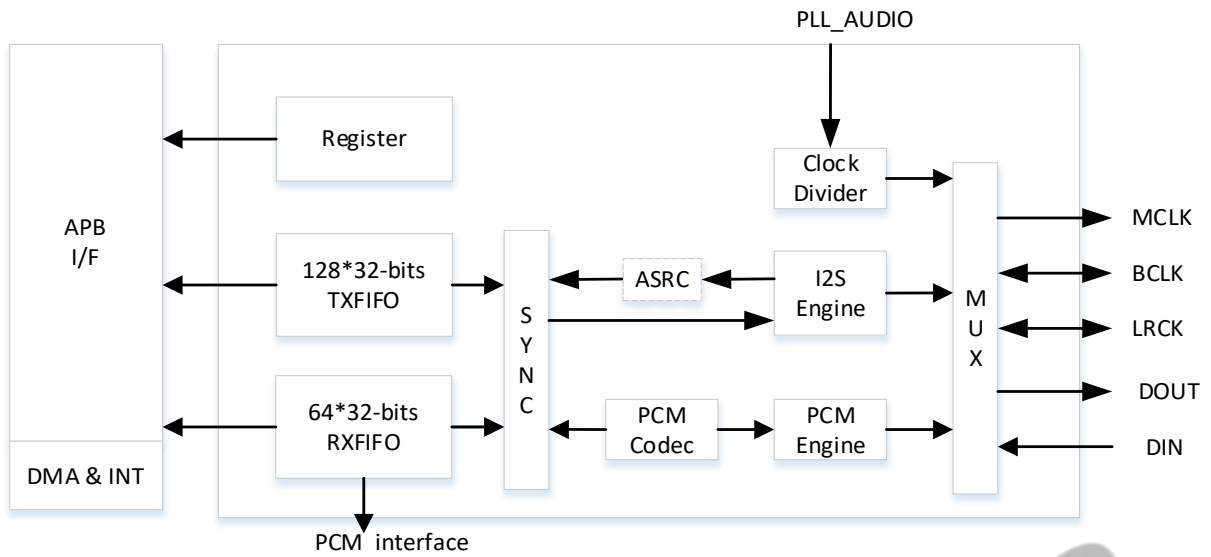 PLL_AUDIO
Register
Clock
Divider
APB
I/F
MCLK
128*32-bits
TXFIFO
ASRC
I2S
Engine
BCLK
S
Y
N
C
M
U
X
LRCK
64*32-bits
RXFIFO
PCM
Codec
PCM
Engine
DOUT
DIN
DMA & INT
PCM interface